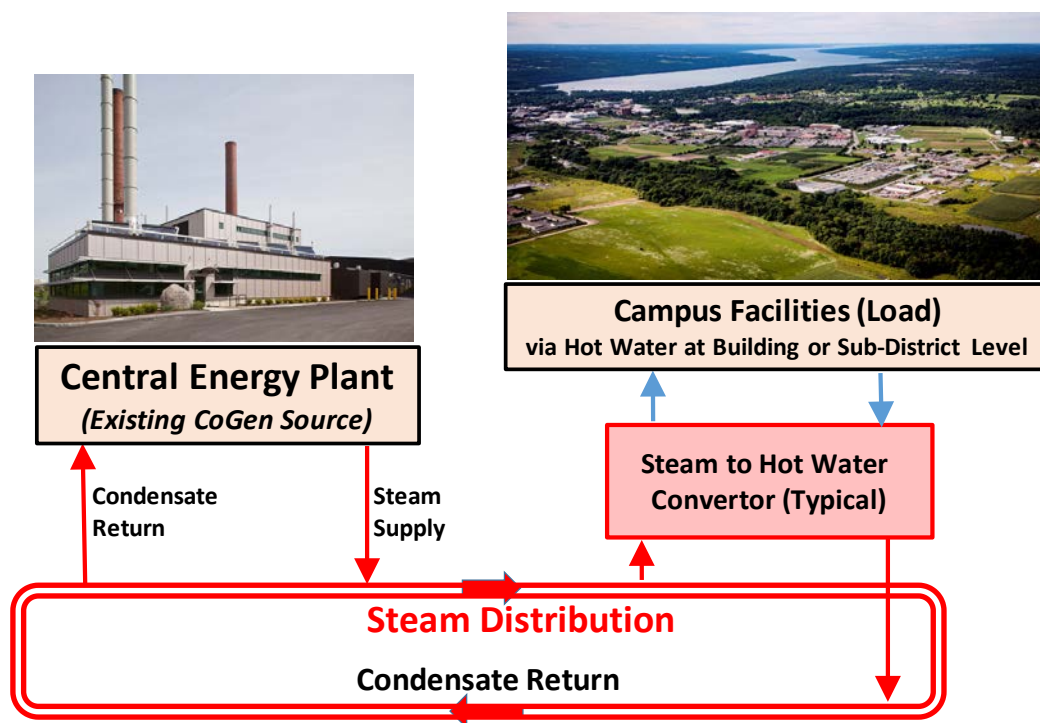 Campus Facilities (Load)
via Hot Water at Building or Sub-District Level
Central Energy Plant
(Existing CoGen Source)
Steam to Hot Water
Convertor (Typical)
Condensate
Return
Steam
Supply
Steam Distribution
Condensate Return